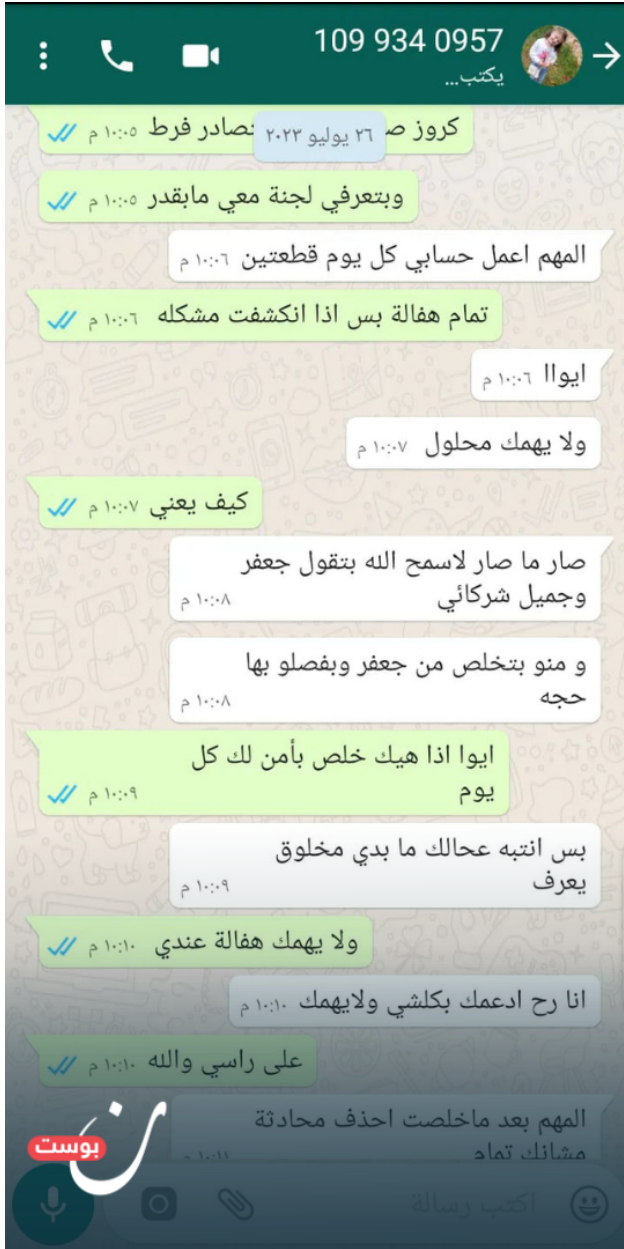 109 934 0957
يكتب...
كروز ص
٢٦ يوليو ٢٠٢٣
تصادر فرط ١٠:٠٥ م
وبتعرفي لجنة معي مابقدر ١٠:٠٥ م
المهم اعمل حسابي كل يوم قطعتين ١٠:٠٦ م
تمام هفالة بس اذا انكشفت مشكله ١٠:٠٦ م
ايواا ١٠:٠٦ م
ولا يهمك محلول ١٠:٠٧ م
كيف يعني ١٠:٠٧ م
صار ما صار لاسمح الله بتقول جعفر
وجميل شركائي ١٠:٠٨ م
و منو بتخلص من جعفر وبفصلو بها
حجه ١٠:٠٨ م
ايوا اذا هيك خلص بأمن لك كل
يوم ١٠:٠٩ م
بس انتبه عحالك ما بدي مخلوق
يعرف ١٠:٠٩ م
ولا يهمك هفالة عندي ١٠:١٠ م
انا رح ادعمك بكلشي ولايهمك ١٠:١٠ م
على راسي والله ١٠:١٠ م
المهم بعد ماخلصت احذف محادثة
مشانك تمام ١٠:١١ م
ن بوست
اكتب رسالة